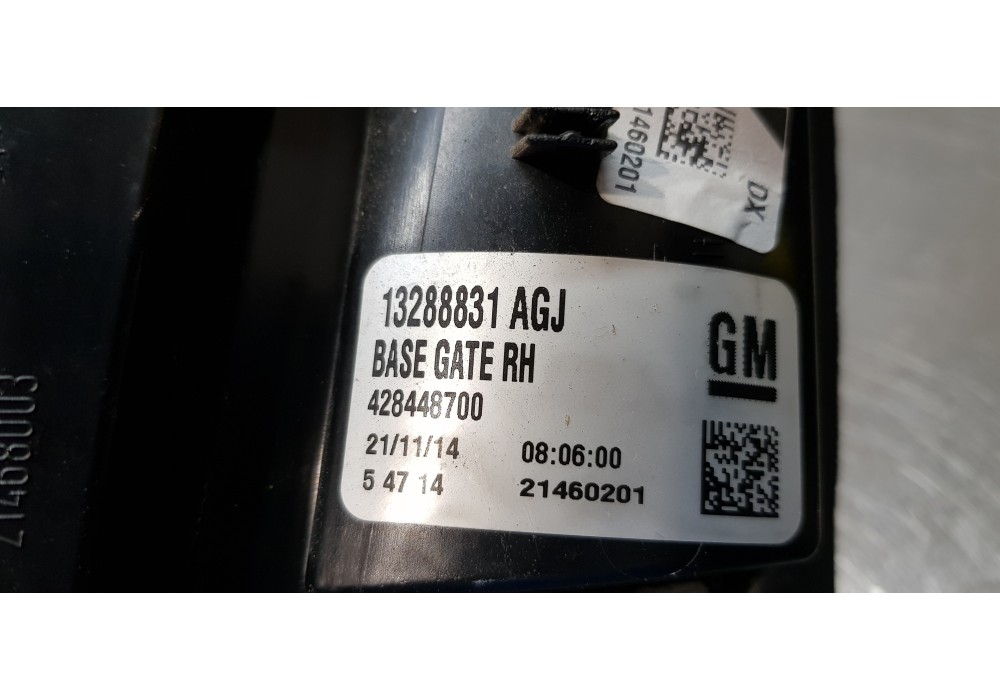 1460201
DX
13288831 AGJ
BASE GATE RH
GM
428448700
21/11/14 08:06:00
5 47 14 21460201
21468003